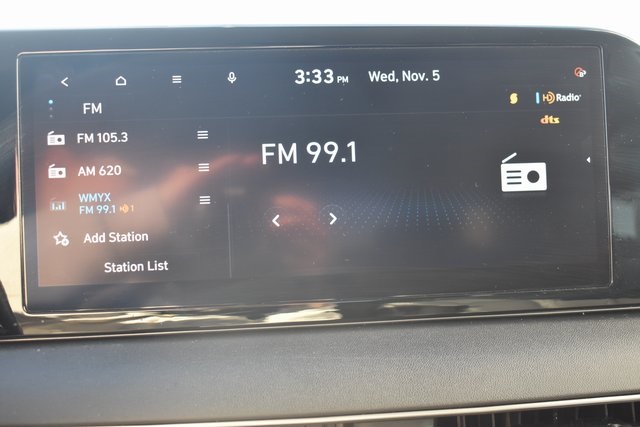 3:33 PM Wed, Nov. 5
FM
HD Radio
dts
FM 105.3
AM 620
WMYX
FM 99.1 1
Add Station
Station List
FM 99.1